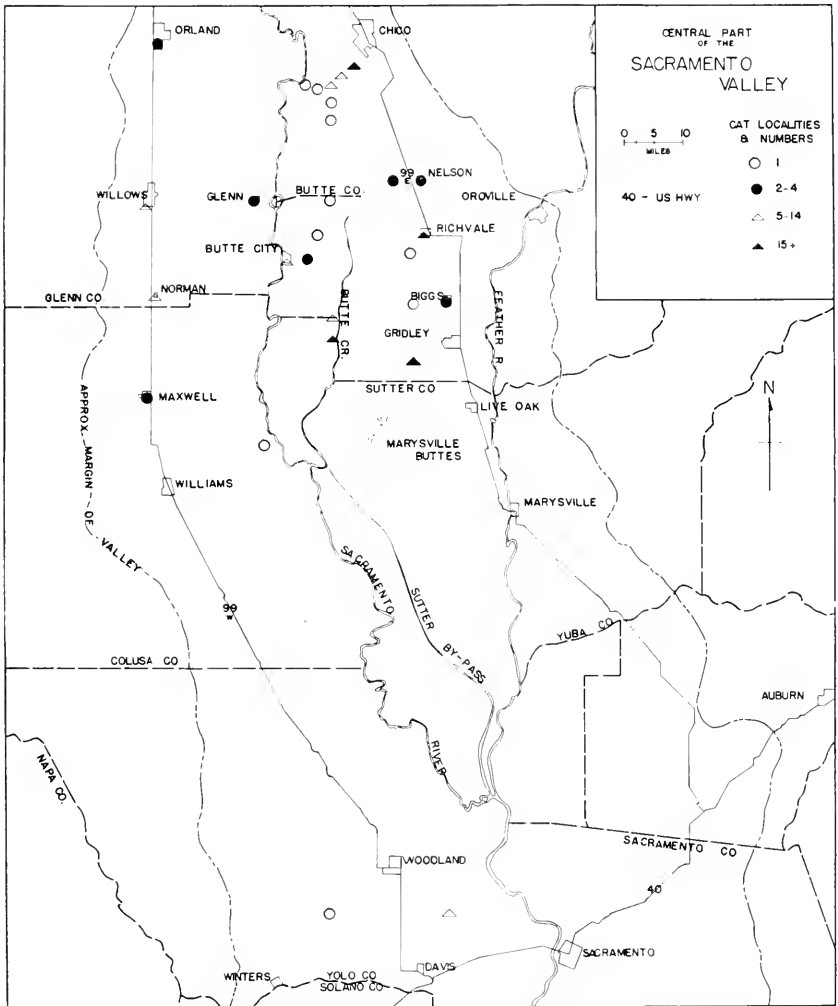 CENTRAL PART
OF THE
SACRAMENTO
VALLEY
0 5 10
MILES
CAT LOCALITIES
& NUMBERS
1
2-4
5-14
15+
40 - US HWY
ORLAND
CHICO
WILLOWS
GLENN
BUTTE CO.
99
E
NELSON
OROVILLE
RICHVALE
BUTTE CITY
NORMAN
GLENN CO.
BUTTE CR.
BIGGS
FEATHER R
GRIDLEY
SUTTER CO
MAXWELL
LIVE OAK
N
APPROX. MARGIN OF VALLEY
MARYSVILLE
BUTTES
WILLIAMS
MARYSVILLE
SACRAMENTO
RIVER
SUTTER
BY-PASS
99
W
YUBA CO
COLUSA CO
AUBURN
NAPA CO.
SACRAMENTO CO
WOODLAND
40
SACRAMENTO
DAVIS
WINTERS
YOLO CO
SOLANO CO